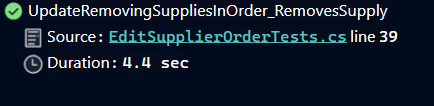 UpdateRemovingSuppliesInOrder_RemovesSupply
Source: EditSupplierOrderTests.cs line 39
Duration: 4.4 sec